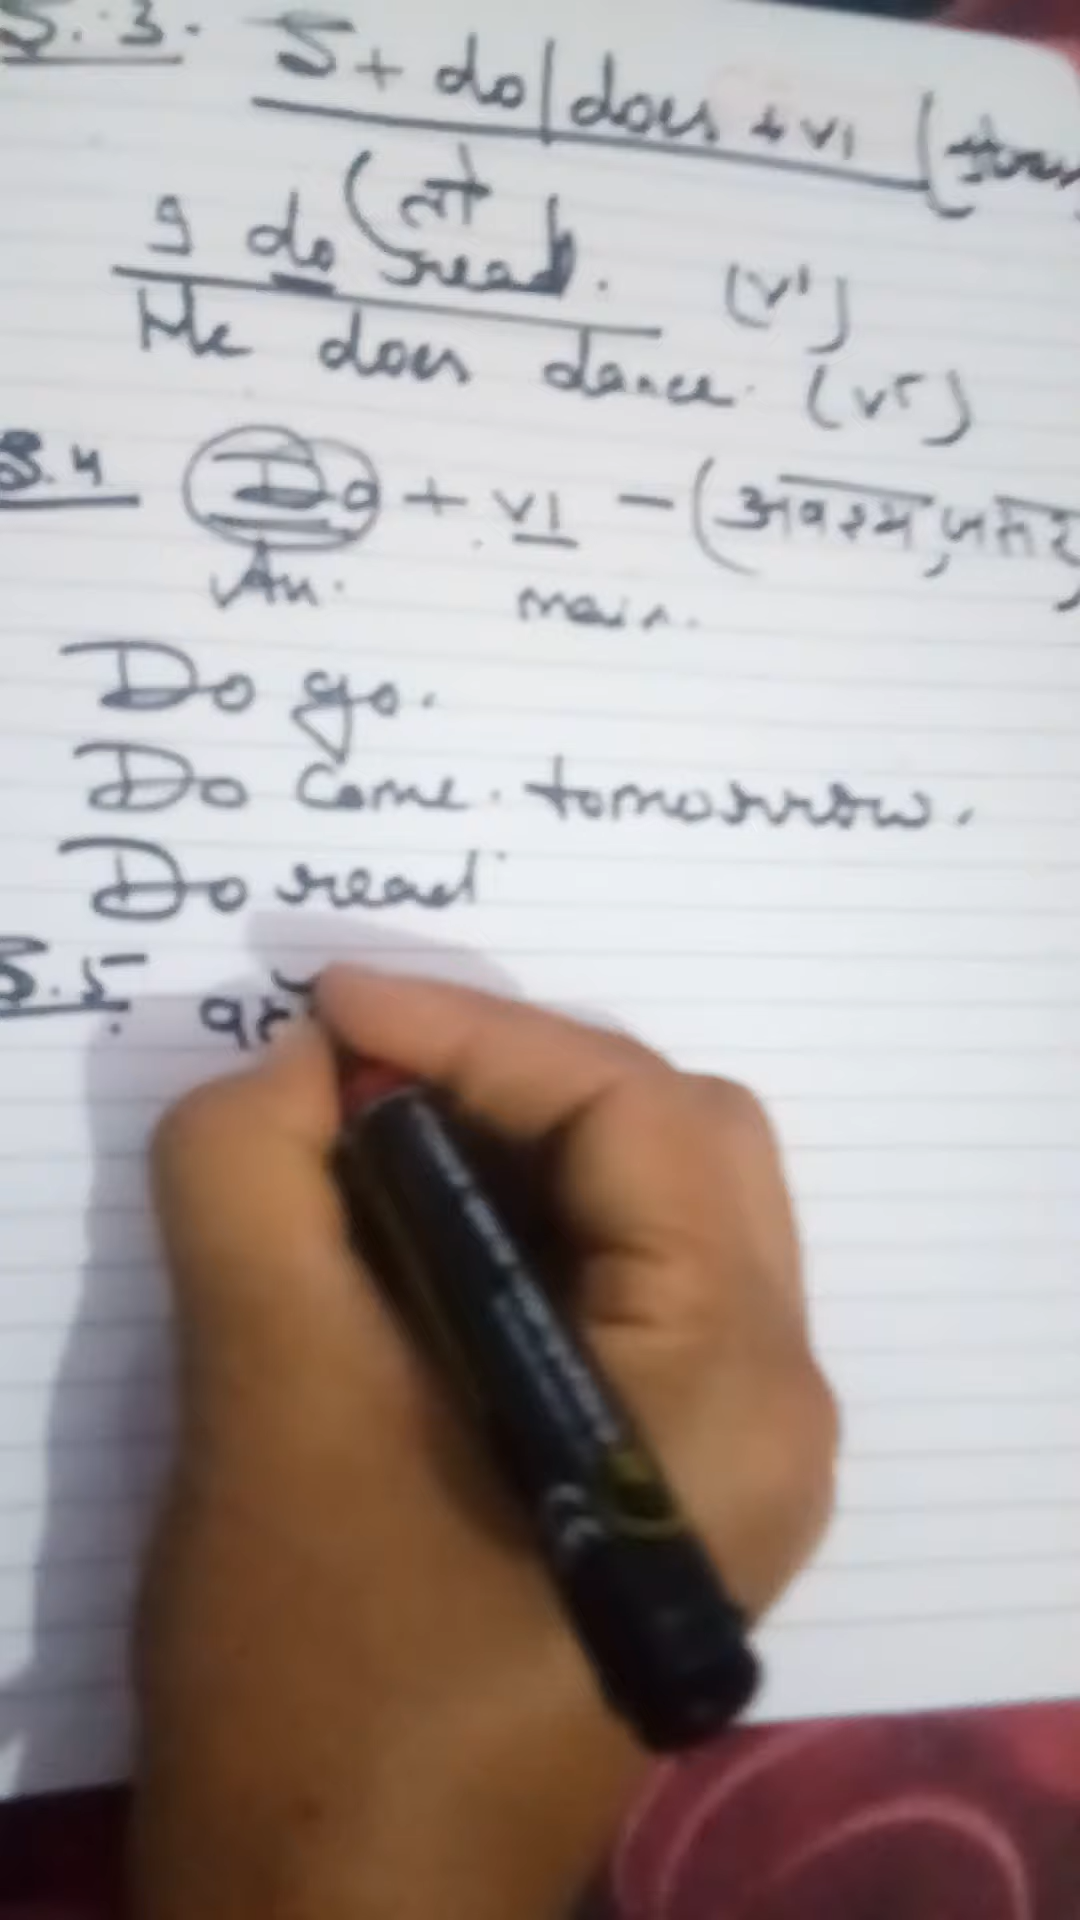 S.3. S + do/does + v1 (
(तो
I do read. (v1)
He does dance. (v5)
S.4 Do + V1 - (अवश्य, जरूर)
Au. main.
Do go.
Do come. tomorrow.
Do read
S.5.